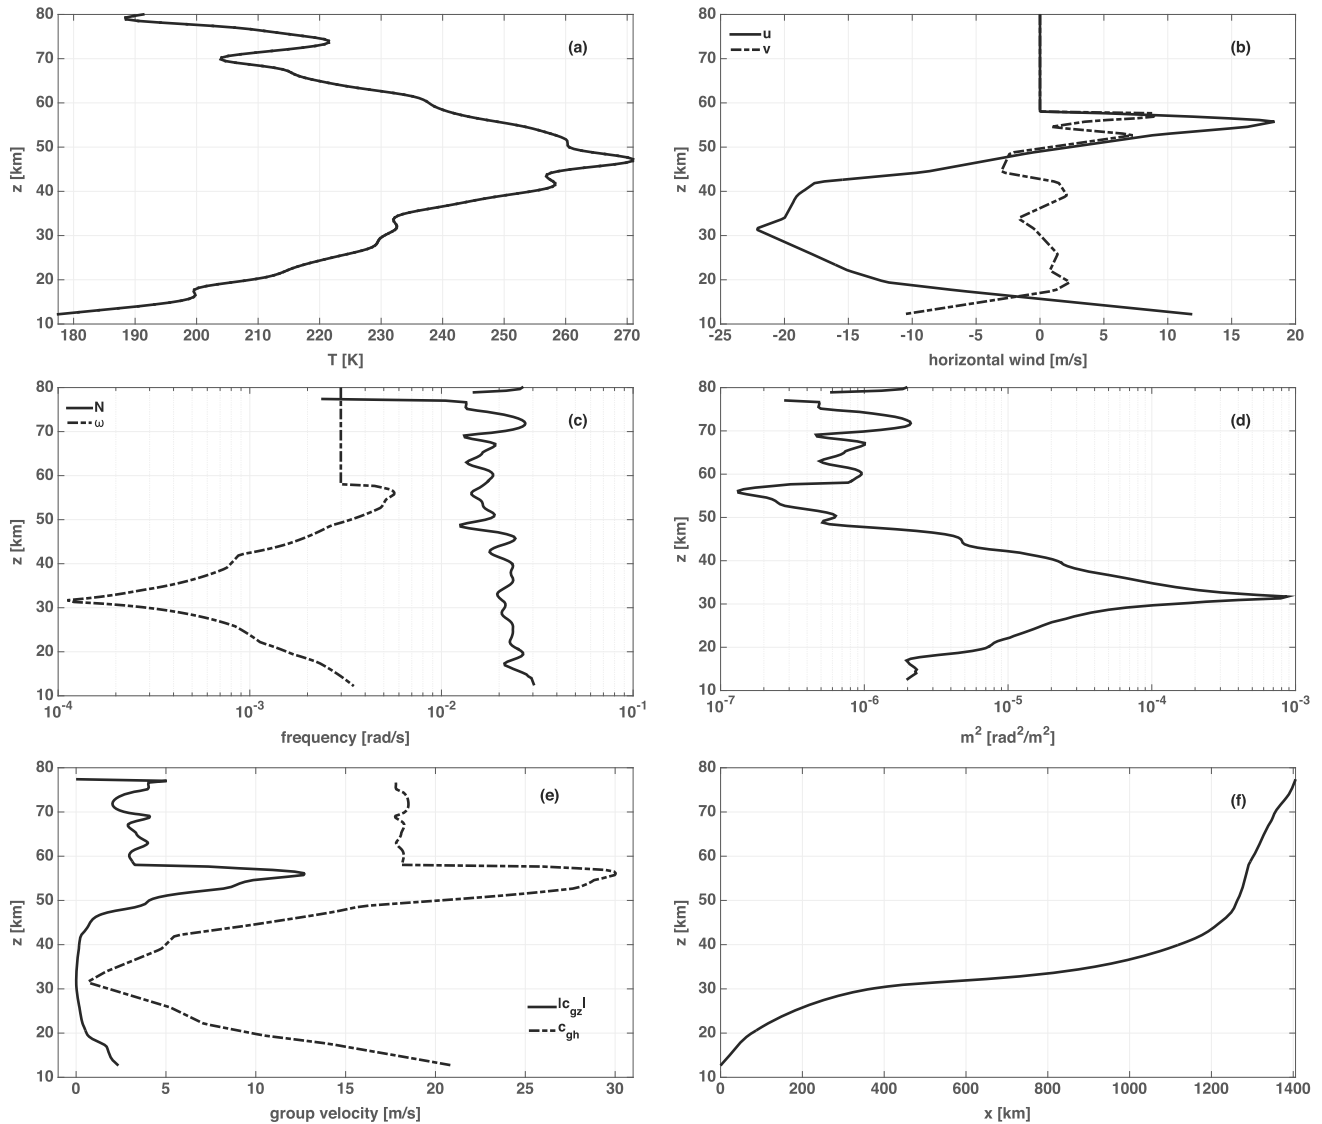 80
70
60
50
40
30
20
10
z [km]
(a)
180 190 200 210 220 230 240 250 260 270
T [K]
80
70
60
50
40
30
20
10
z [km]
u
v
(b)
-25 -20 -15 -10 -5 0 5 10 15 20
horizontal wind [m/s]
80
70
60
50
40
30
20
10
z [km]
N
ω
(c)
10⁻⁴ 10⁻³ 10⁻² 10⁻¹
frequency [rad/s]
80
70
60
50
40
30
20
10
z [km]
(d)
10⁻⁷ 10⁻⁶ 10⁻⁵ 10⁻⁴ 10⁻³
m² [rad²/m²]
80
70
60
50
40
30
20
10
z [km]
(e)
|c_gz|
c_gh
0 5 10 15 20 25 30
group velocity [m/s]
80
70
60
50
40
30
20
10
z [km]
(f)
0 200 400 600 800 1000 1200 1400
x [km]